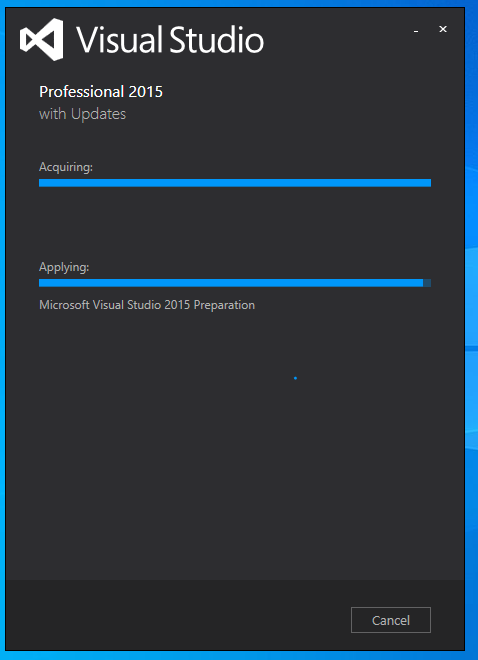 Visual Studio
Professional 2015
with Updates
Acquiring:
Applying:
Microsoft Visual Studio 2015 Preparation
Cancel